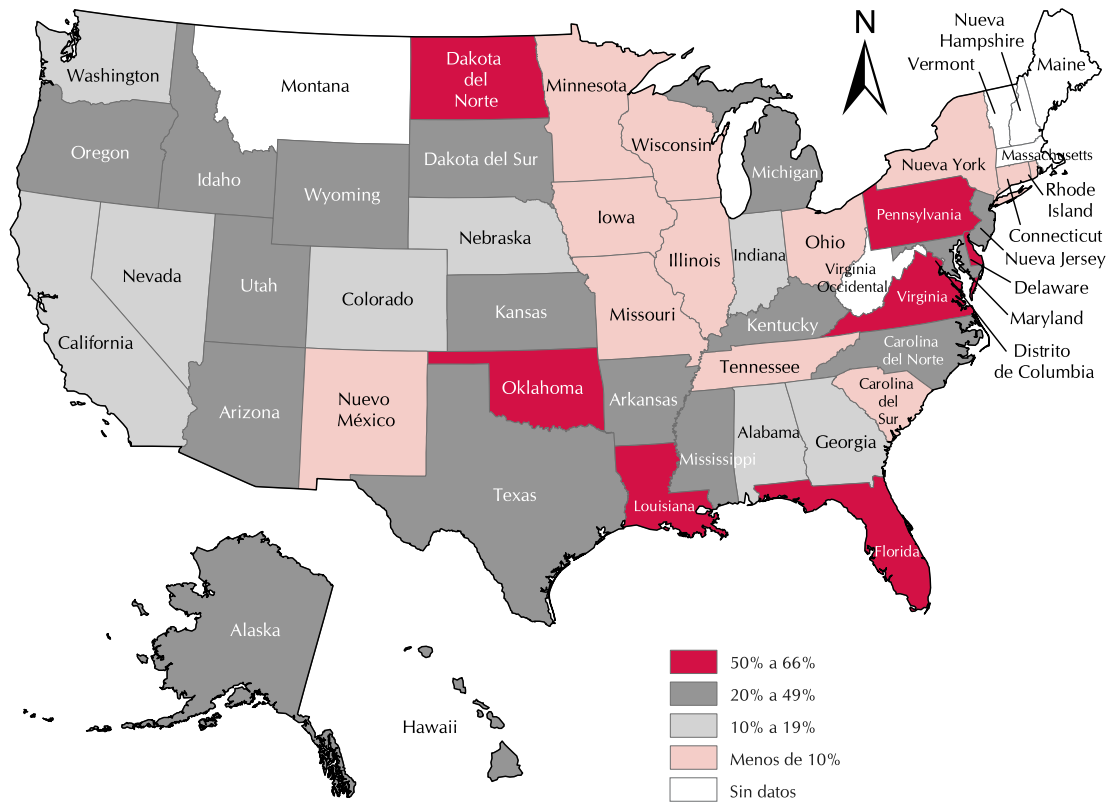 N
Nueva
Hampshire
Vermont
Maine
Washington
Montana
Dakota
del
Norte
Minnesota
Oregon
Idaho
Wyoming
Dakota del Sur
Wisconsin
Michigan
Nueva York
Massachusetts
Rhode
Island
Connecticut
Nueva Jersey
Delaware
Maryland
Distrito
de Columbia
Nevada
Utah
Colorado
Nebraska
Iowa
Illinois
Indiana
Ohio
Pennsylvania
Virginia
Occidental
Virginia
California
Kansas
Missouri
Kentucky
Carolina
del Norte
Arizona
Nuevo
México
Oklahoma
Arkansas
Tennessee
Carolina
del
Sur
Texas
Louisiana
Mississippi
Alabama
Georgia
Florida
Alaska
Hawaii
50% a 66%
20% a 49%
10% a 19%
Menos de 10%
Sin datos